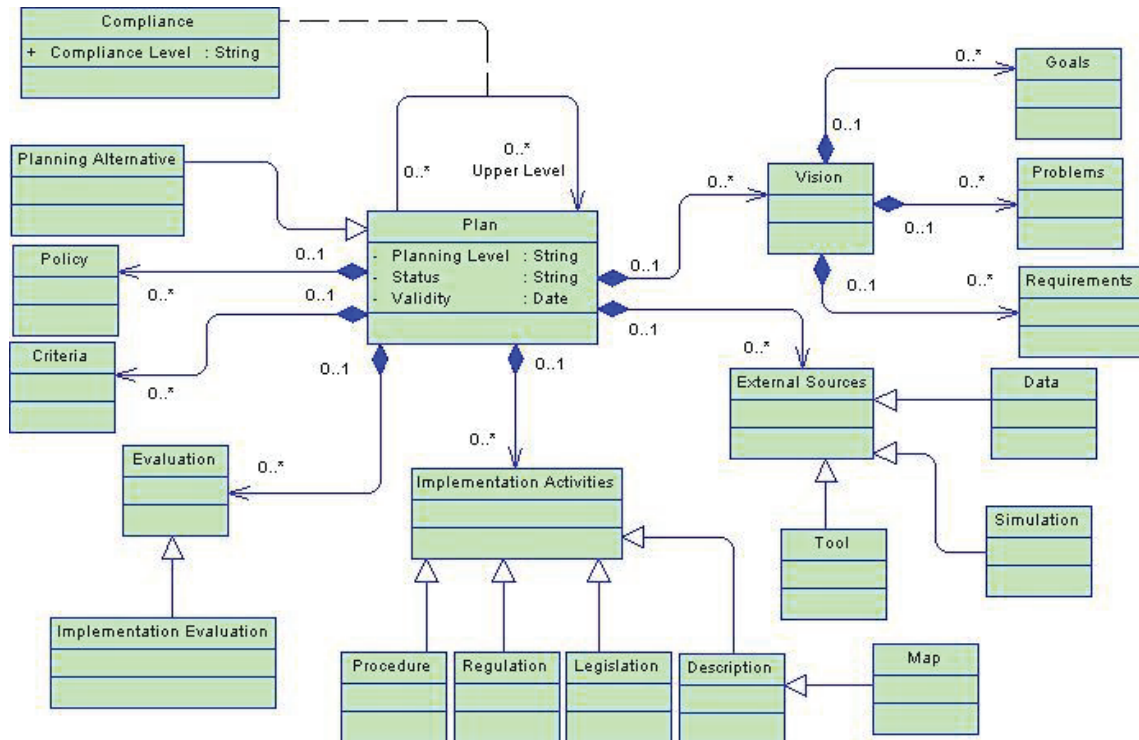 Compliance
+ Compliance Level : String
0..*
0..*
Upper Level
Planning Alternative
Plan
- Planning Level : String
- Status : String
- Validity : Date
Policy
0..1
0..*
Criteria
0..1
0..*
0..1
0..*
Evaluation
Implementation Evaluation
0..1
0..*
Implementation Activities
Procedure
Regulation
Legislation
Description
Map
0..1
0..*
Vision
0..1
0..*
Goals
0..1
0..*
Problems
0..1
0..*
Requirements
0..1
0..*
External Sources
Data
Simulation
Tool